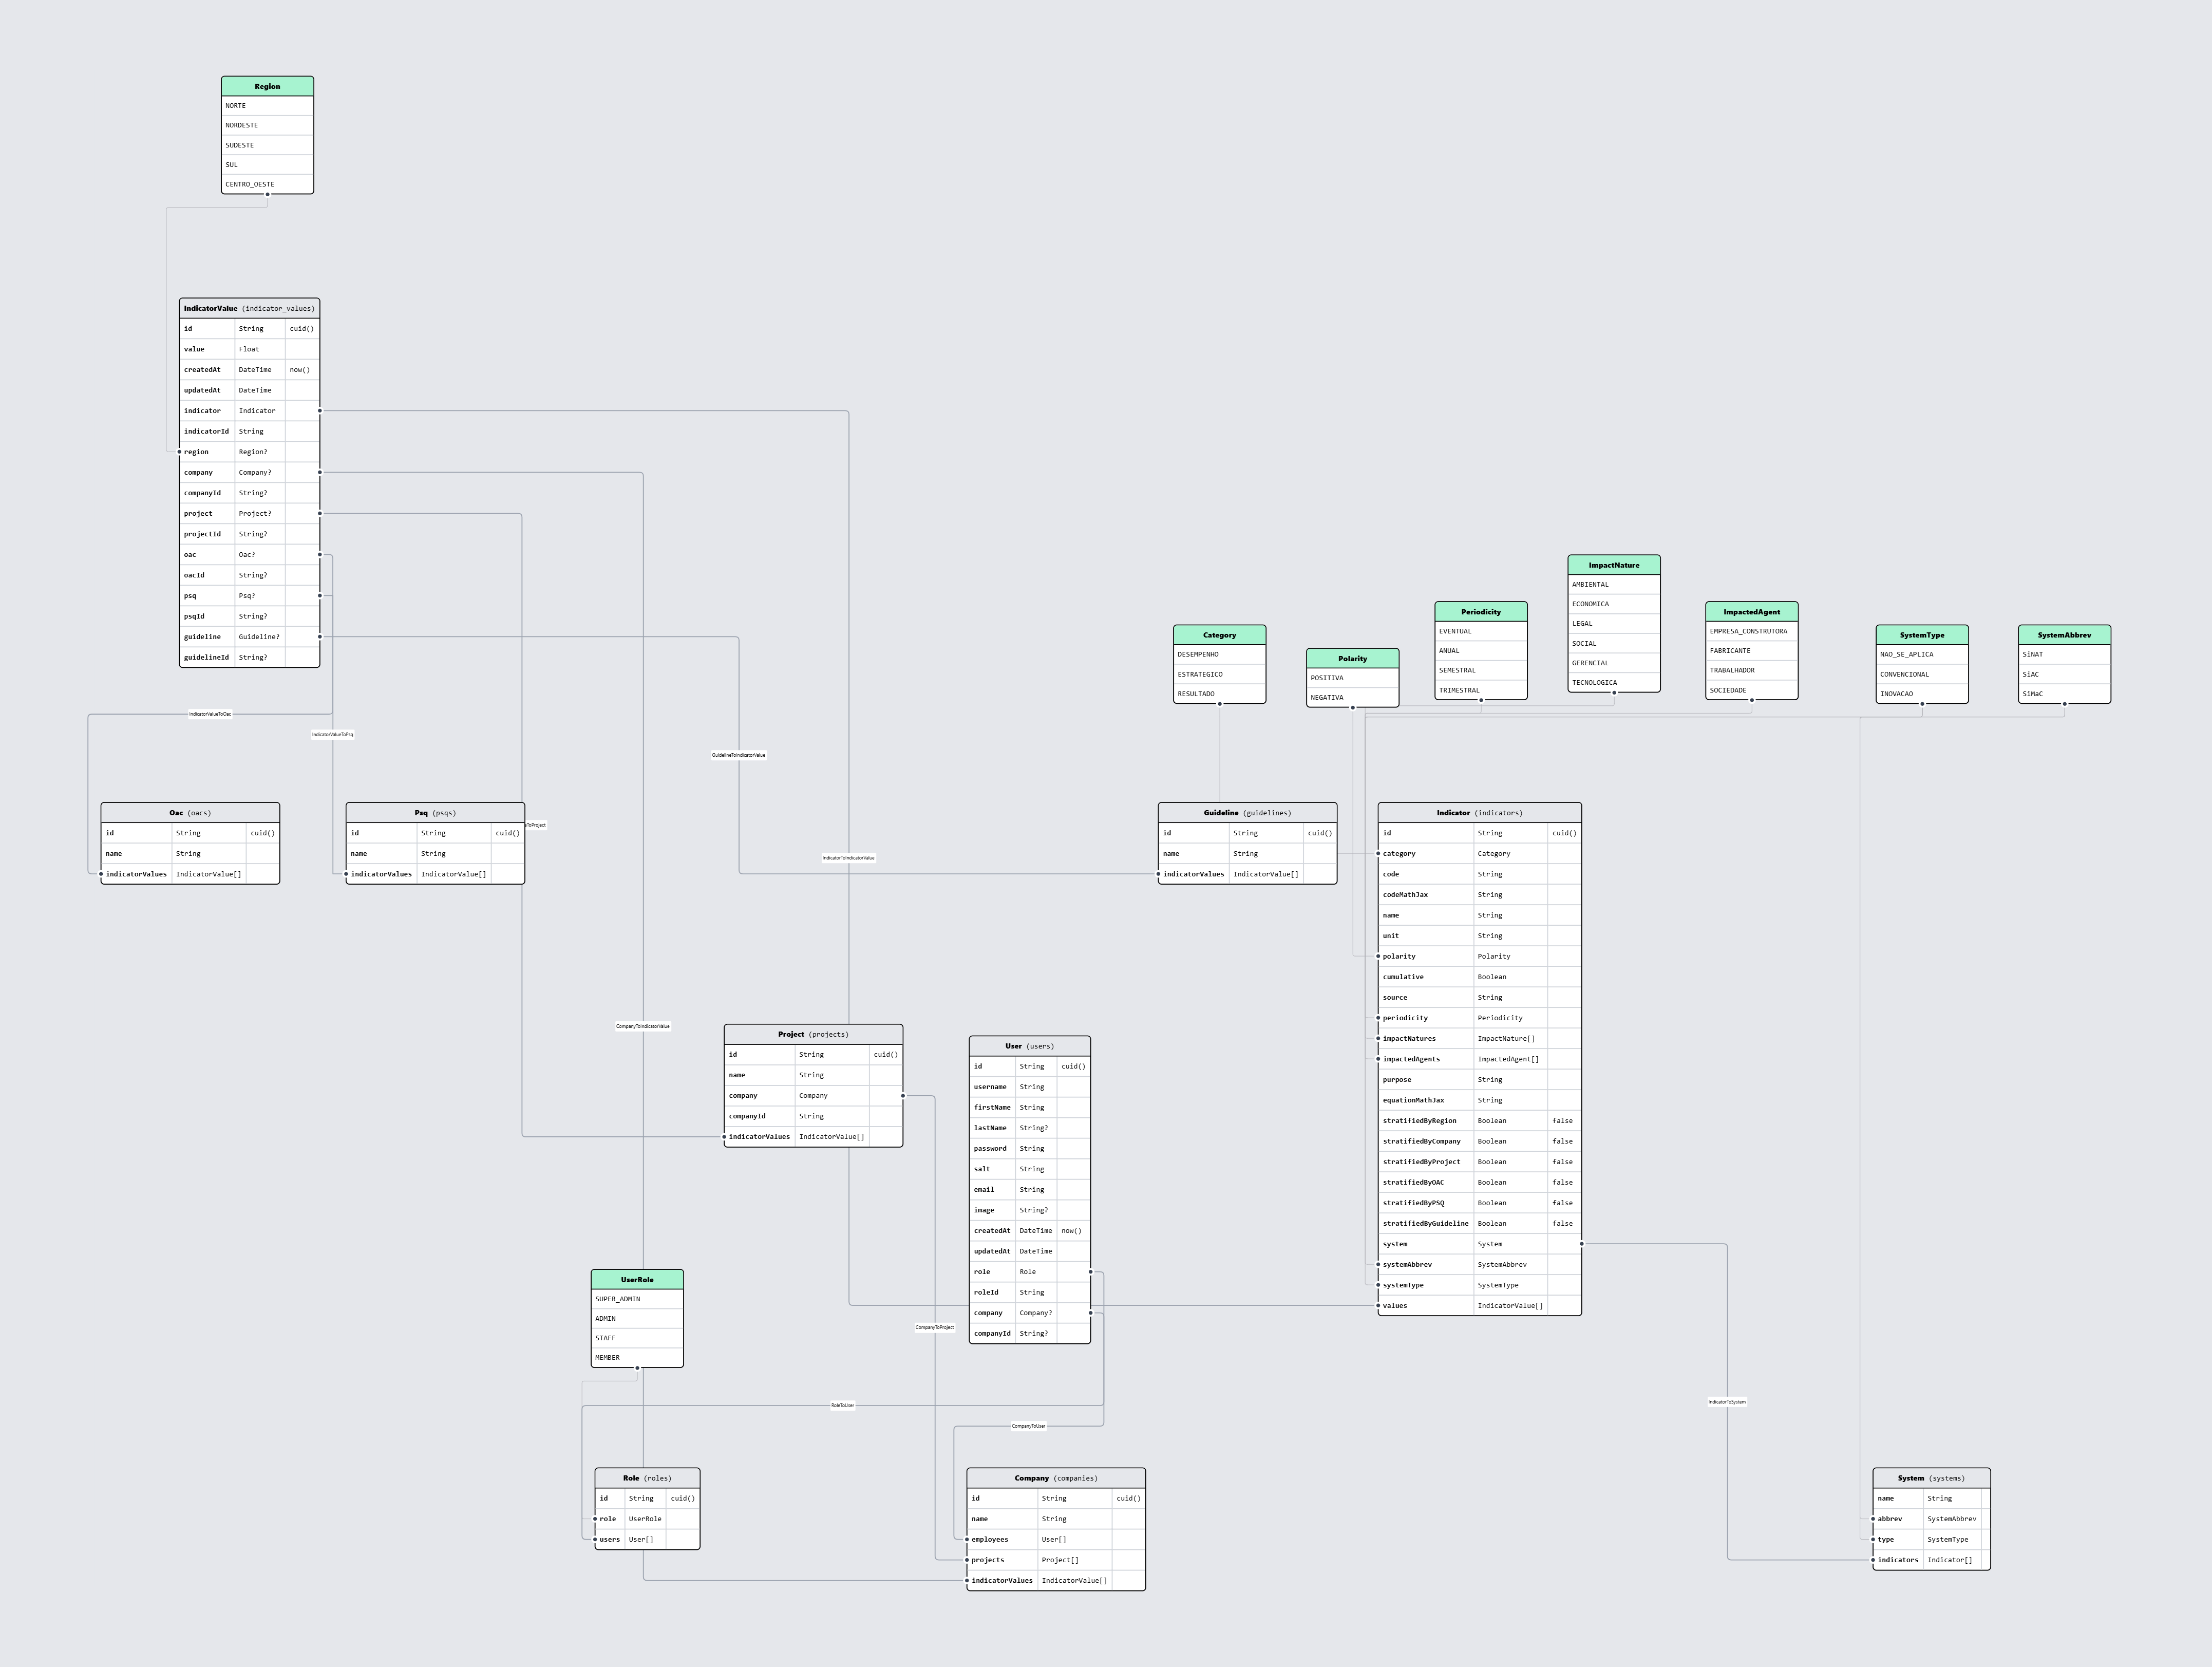 Region
NORTE
NORDESTE
SUDESTE
SUL
CENTRO_OESTE
IndicatorValue (indicator_values)
id String cuid()
value Float
createdAt DateTime now()
updatedAt DateTime
indicator Indicator
indicatorId String
region Region?
company Company?
companyId String?
project Project?
projectId String?
oac Oac?
oacId String?
psq Psq?
psqId String?
guideline Guideline?
guidelineId String?
Category
DESEMPENHO
ESTRATEGICO
RESULTADO
Polarity
POSITIVA
NEGATIVA
Periodicity
EVENTUAL
ANUAL
SEMESTRAL
TRIMESTRAL
ImpactNature
AMBIENTAL
ECONOMICA
LEGAL
SOCIAL
GERENCIAL
TECNOLOGICA
ImpactedAgent
EMPRESA_CONSTRUTORA
FABRICANTE
TRABALHADOR
SOCIEDADE
SystemType
NAO_SE_APLICA
CONVENCIONAL
INOVACAO
SystemAbbrev
SiNAT
SiAC
SiMaC
IndicatorValueToOac
IndicatorValueToPsq
GuidelineToIndicatorValue
Oac (oacs)
id String cuid()
name String
indicatorValues IndicatorValue[]
Psq (psqs)
id String cuid()
name String
indicatorValues IndicatorValue[]
ToProject
IndicatorToIndicatorValue
Guideline (guidelines)
id String cuid()
name String
indicatorValues IndicatorValue[]
Indicator (indicators)
id String cuid()
category Category
code String
codeMathJax String
name String
unit String
polarity Polarity
cumulative Boolean
source String
periodicity Periodicity
impactNatures ImpactNature[]
impactedAgents ImpactedAgent[]
purpose String
equationMathJax String
stratifiedByRegion Boolean false
stratifiedByCompany Boolean false
stratifiedByProject Boolean false
stratifiedByOAC Boolean false
stratifiedByPSQ Boolean false
stratifiedByGuideline Boolean false
system System
systemAbbrev SystemAbbrev
systemType SystemType
values IndicatorValue[]
CompanyToIndicatorValue
Project (projects)
id String cuid()
name String
company Company
companyId String
indicatorValues IndicatorValue[]
User (users)
id String cuid()
username String
firstName String
lastName String?
password String
salt String
email String
image String?
createdAt DateTime now()
updatedAt DateTime
role Role
roleId String
company Company?
companyId String?
UserRole
SUPER_ADMIN
ADMIN
STAFF
MEMBER
CompanyToProject
RoleToUser
CompanyToUser
IndicatorToSystem
Role (roles)
id String cuid()
role UserRole
users User[]
Company (companies)
id String cuid()
name String
employees User[]
projects Project[]
indicatorValues IndicatorValue[]
System (systems)
name String
abbrev SystemAbbrev
type SystemType
indicators Indicator[]